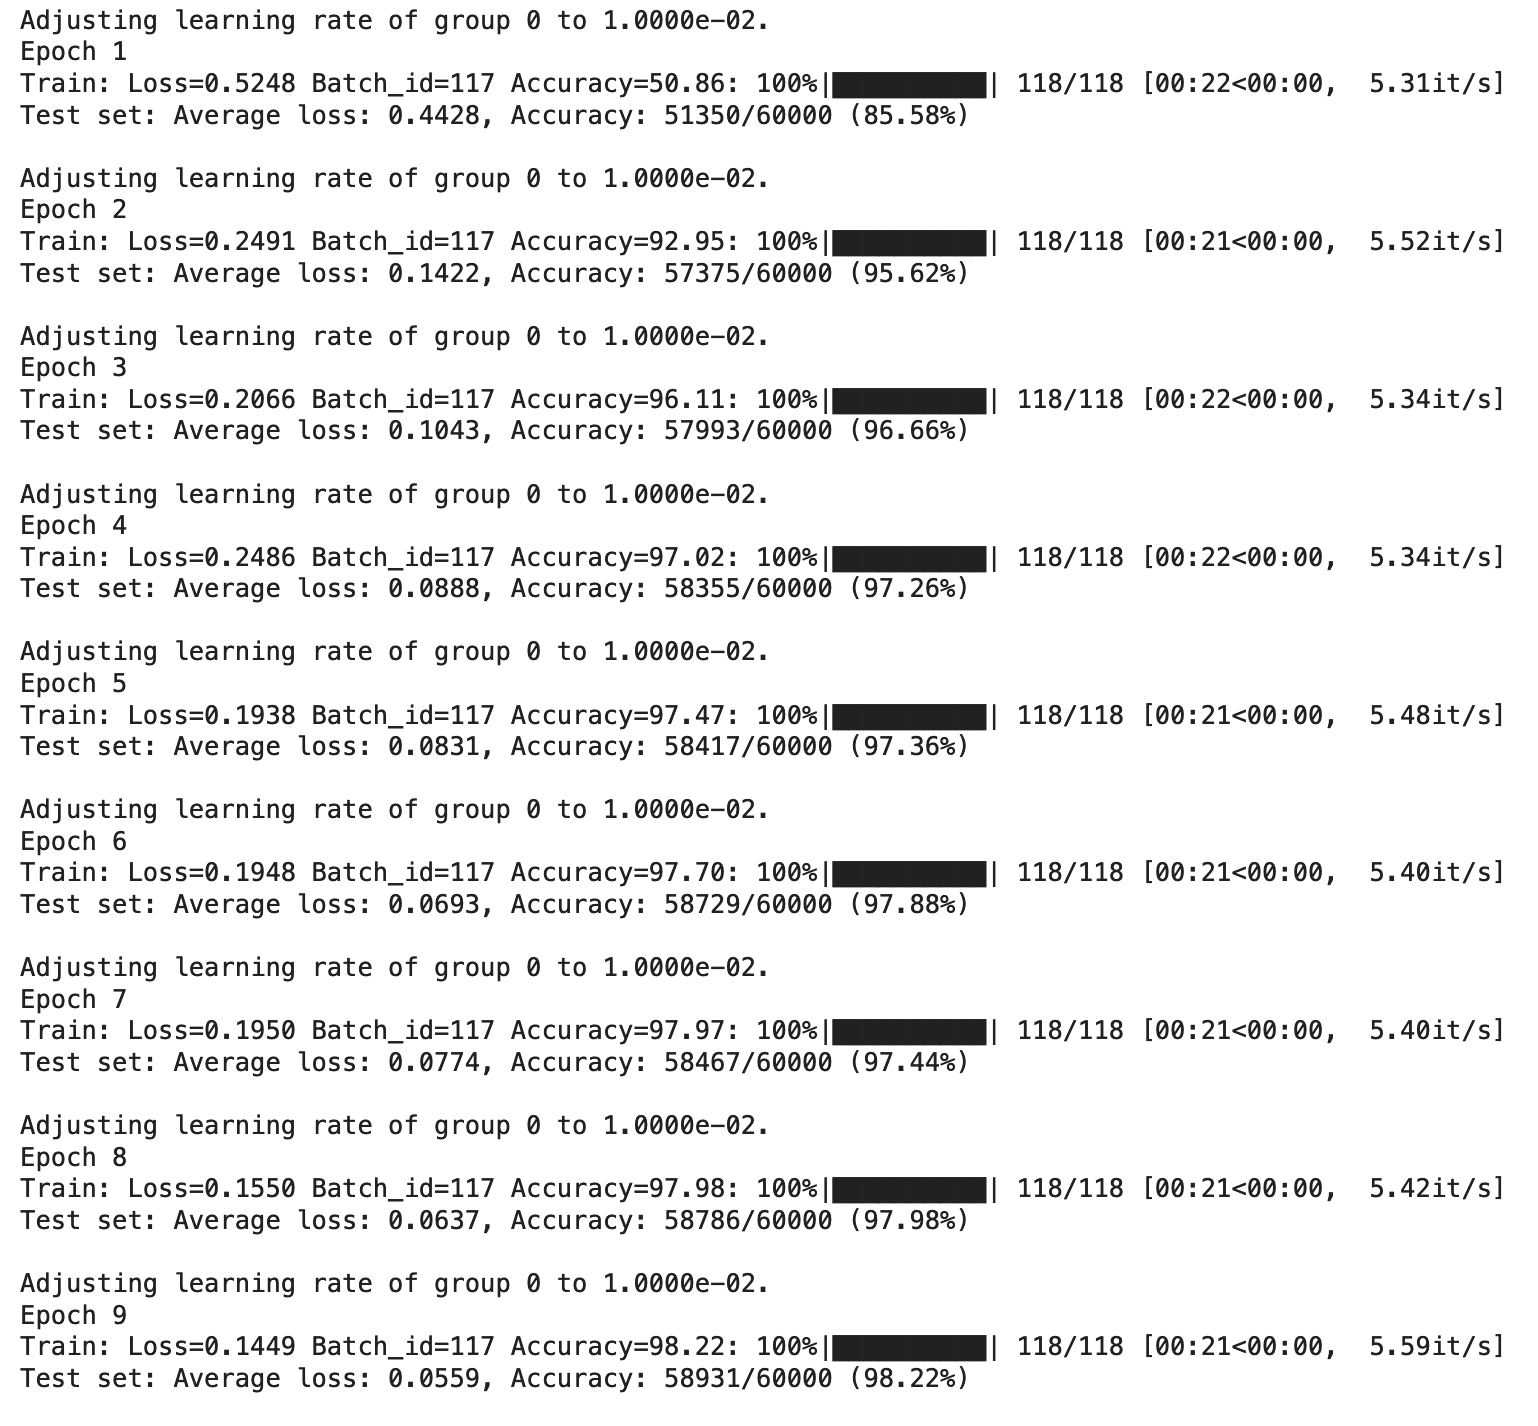 Adjusting learning rate of group 0 to 1.0000e-02.
Epoch 1
Train: Loss=0.5248 Batch_id=117 Accuracy=50.86: 100%|██████████| 118/118 [00:22<00:00,  5.31it/s]
Test set: Average loss: 0.4428, Accuracy: 51350/60000 (85.58%)

Adjusting learning rate of group 0 to 1.0000e-02.
Epoch 2
Train: Loss=0.2491 Batch_id=117 Accuracy=92.95: 100%|██████████| 118/118 [00:21<00:00,  5.52it/s]
Test set: Average loss: 0.1422, Accuracy: 57375/60000 (95.62%)

Adjusting learning rate of group 0 to 1.0000e-02.
Epoch 3
Train: Loss=0.2066 Batch_id=117 Accuracy=96.11: 100%|██████████| 118/118 [00:22<00:00,  5.34it/s]
Test set: Average loss: 0.1043, Accuracy: 57993/60000 (96.66%)

Adjusting learning rate of group 0 to 1.0000e-02.
Epoch 4
Train: Loss=0.2486 Batch_id=117 Accuracy=97.02: 100%|██████████| 118/118 [00:22<00:00,  5.34it/s]
Test set: Average loss: 0.0888, Accuracy: 58355/60000 (97.26%)

Adjusting learning rate of group 0 to 1.0000e-02.
Epoch 5
Train: Loss=0.1938 Batch_id=117 Accuracy=97.47: 100%|██████████| 118/118 [00:21<00:00,  5.48it/s]
Test set: Average loss: 0.0831, Accuracy: 58417/60000 (97.36%)

Adjusting learning rate of group 0 to 1.0000e-02.
Epoch 6
Train: Loss=0.1948 Batch_id=117 Accuracy=97.70: 100%|██████████| 118/118 [00:21<00:00,  5.40it/s]
Test set: Average loss: 0.0693, Accuracy: 58729/60000 (97.88%)

Adjusting learning rate of group 0 to 1.0000e-02.
Epoch 7
Train: Loss=0.1950 Batch_id=117 Accuracy=97.97: 100%|██████████| 118/118 [00:21<00:00,  5.40it/s]
Test set: Average loss: 0.0774, Accuracy: 58467/60000 (97.44%)

Adjusting learning rate of group 0 to 1.0000e-02.
Epoch 8
Train: Loss=0.1550 Batch_id=117 Accuracy=97.98: 100%|██████████| 118/118 [00:21<00:00,  5.42it/s]
Test set: Average loss: 0.0637, Accuracy: 58786/60000 (97.98%)

Adjusting learning rate of group 0 to 1.0000e-02.
Epoch 9
Train: Loss=0.1449 Batch_id=117 Accuracy=98.22: 100%|██████████| 118/118 [00:21<00:00,  5.59it/s]
Test set: Average loss: 0.0559, Accuracy: 58931/60000 (98.22%)